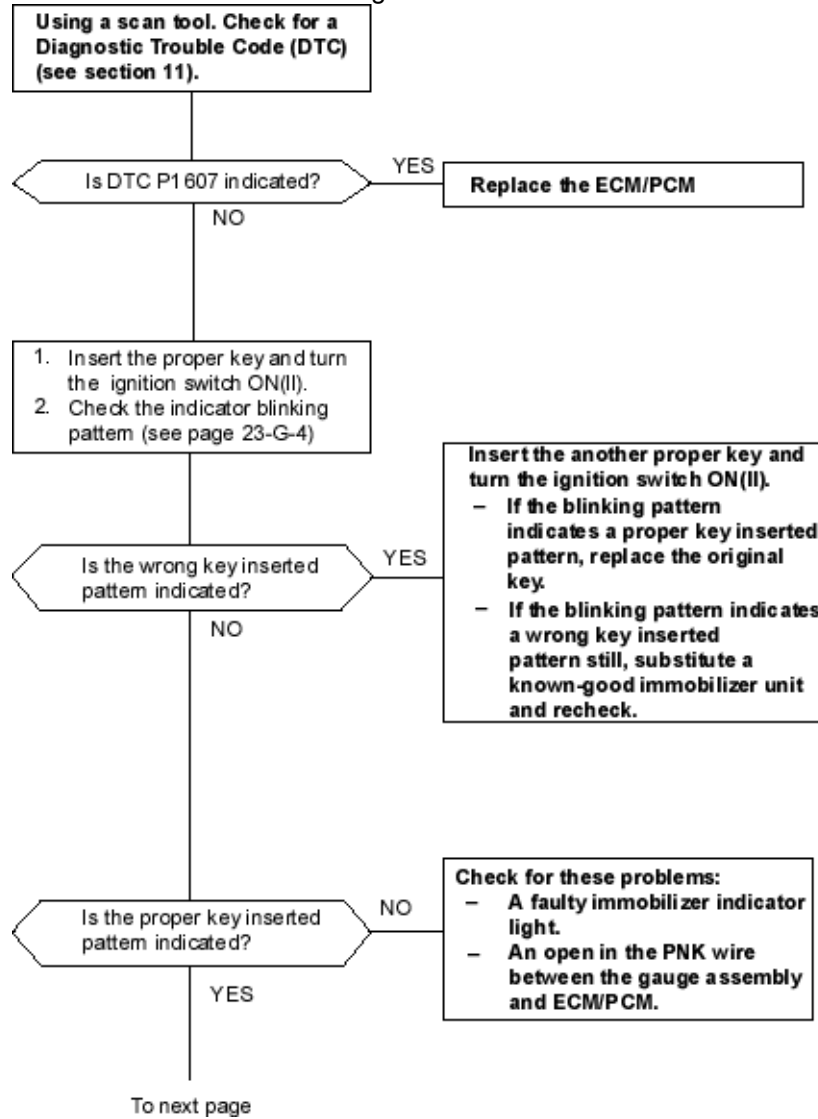 Using a scan tool. Check for a
Diagnostic Trouble Code (DTC)
(see section 11).
Is DTC P1607 indicated?
YES
Replace the ECM/PCM
NO
1. Insert the proper key and turn
the ignition switch ON(II).
2. Check the indicator blinking
pattern (see page 23-G-4)
Is the wrong key inserted
pattern indicated?
YES
Insert the another proper key and
turn the ignition switch ON(II).
– If the blinking pattern
indicates a proper key inserted
pattern, replace the original
key.
– If the blinking pattern indicates
a wrong key inserted
pattern still, substitute a
known-good immobilizer unit
and recheck.
NO
Is the proper key inserted
pattern indicated?
NO
Check for these problems:
– A faulty immobilizer indicator
light.
– An open in the PNK wire
between the gauge assembly
and ECM/PCM.
YES
To next page